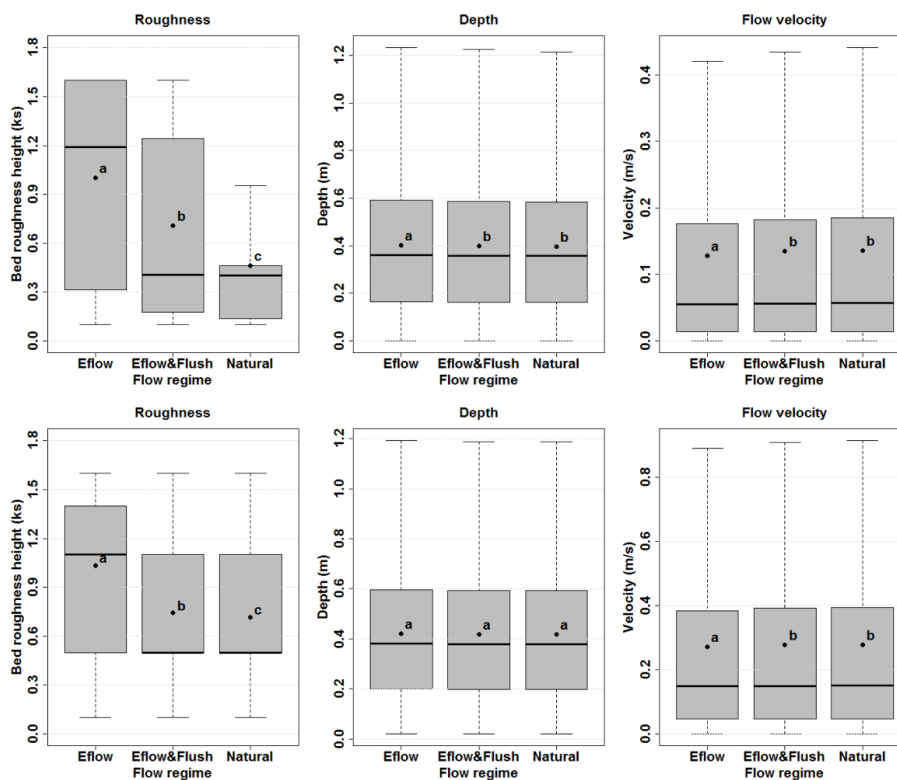 Roughness
Bed roughness height (ks)
1.8
1.5
1.2
0.9
0.6
0.3
0.0
a
b
c
Eflow Eflow&Flush Natural
Flow regime
Depth
Depth (m)
1.2
1.0
0.8
0.6
0.4
0.2
0.0
a
b
b
Eflow Eflow&Flush Natural
Flow regime
Flow velocity
Velocity (m/s)
0.4
0.3
0.2
0.1
0.0
a
b
b
Eflow Eflow&Flush Natural
Flow regime
Roughness
Bed roughness height (ks)
1.8
1.5
1.2
0.9
0.6
0.3
0.0
a
b
c
Eflow Eflow&Flush Natural
Flow regime
Depth
Depth (m)
1.2
1.0
0.8
0.6
0.4
0.2
0.0
a
a
a
Eflow Eflow&Flush Natural
Flow regime
Flow velocity
Velocity (m/s)
0.8
0.6
0.4
0.2
0.0
a
b
b
Eflow Eflow&Flush Natural
Flow regime